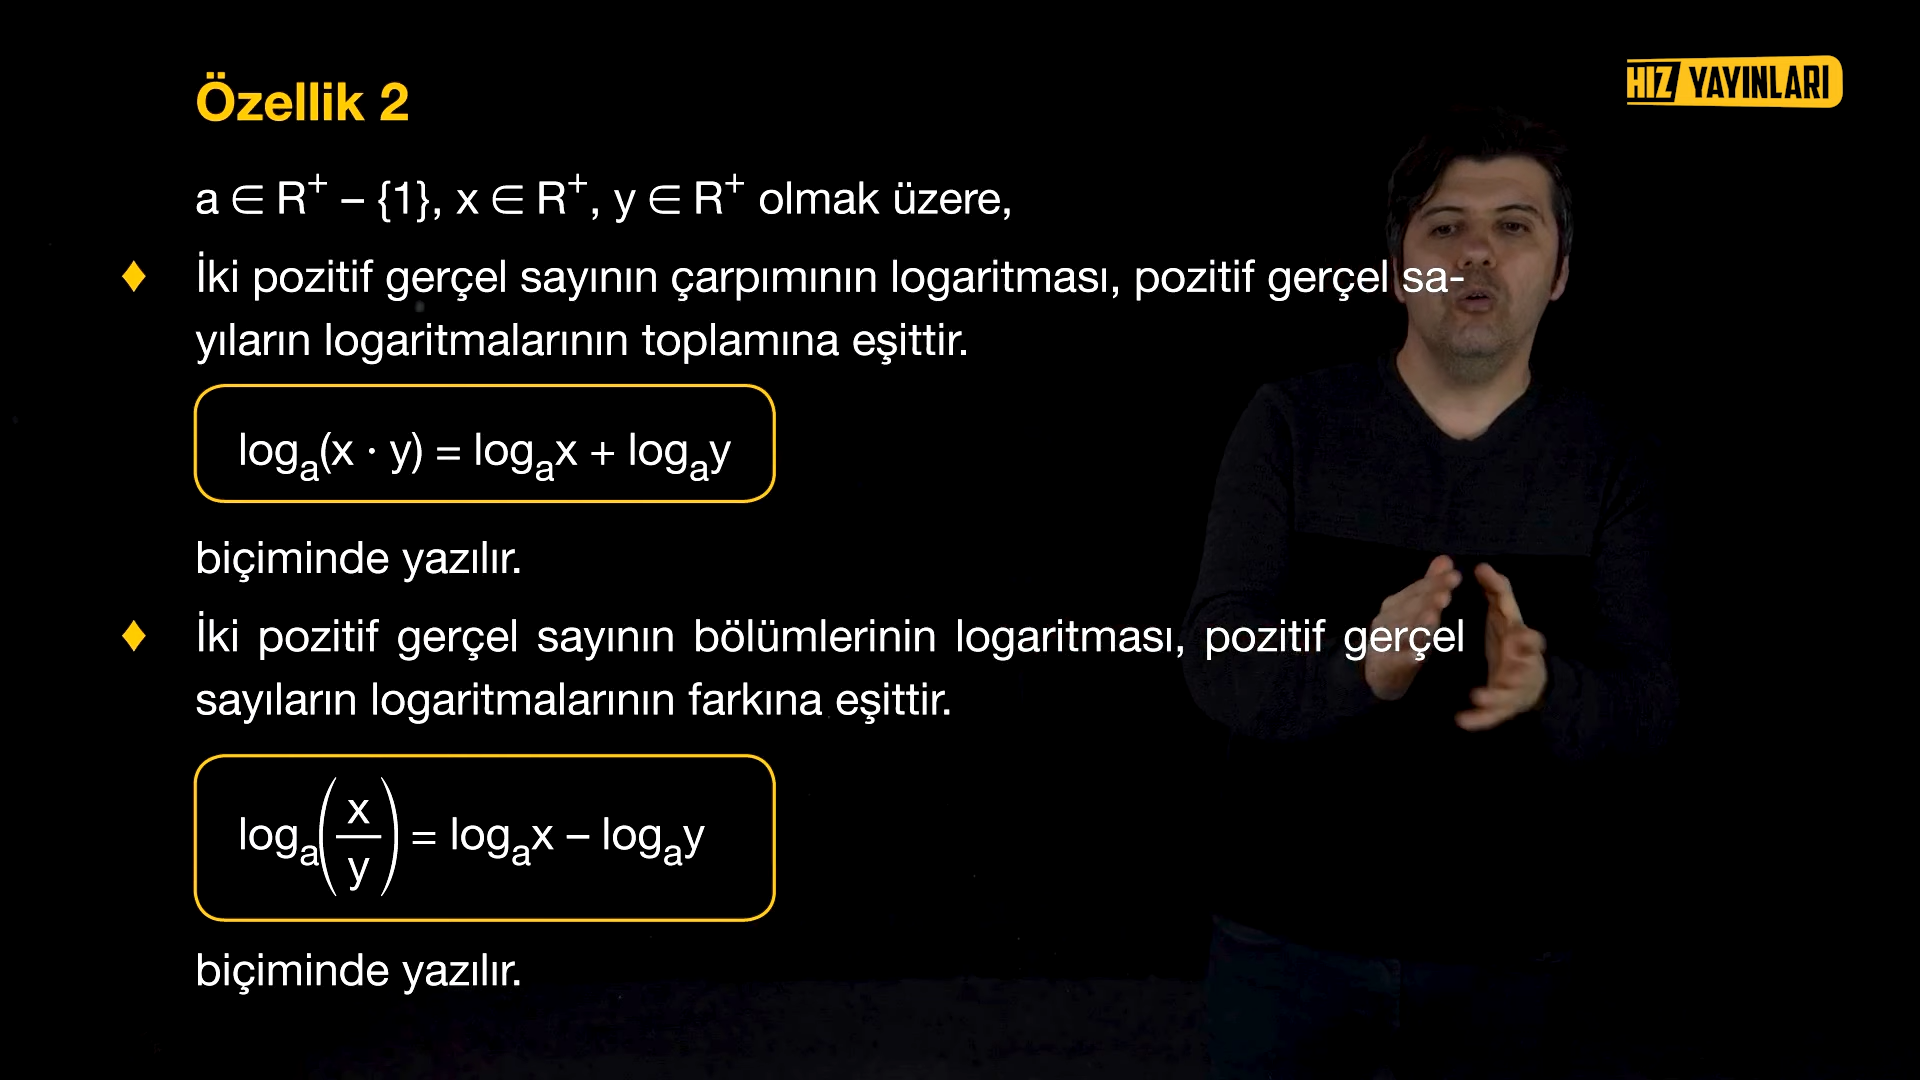 Özellik 2
HIZ YAYINLARI
a ∈ R⁺ – {1}, x ∈ R⁺, y ∈ R⁺ olmak üzere,
♦ İki pozitif gerçel sayının çarpımının logaritması, pozitif gerçel sa-
yıların logaritmalarının toplamına eşittir.
logₐ(x · y) = logₐx + logₐy
biçiminde yazılır.
♦ İki pozitif gerçel sayının bölümlerinin logaritması, pozitif gerçel
sayıların logaritmalarının farkına eşittir.
logₐ(x/y) = logₐx – logₐy
biçiminde yazılır.